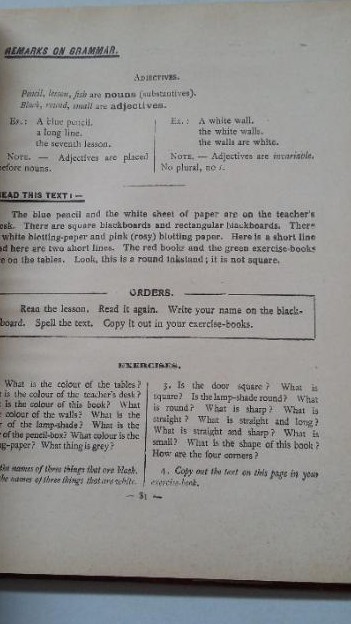 REMARKS ON GRAMMAR.
ADJECTIVES.
Pencil, lesson, fish are nouns (substantives).
Black, round, small are adjectives.
Ex.: A blue pencil.
a long line.
the seventh lesson.
NOTE. — Adjectives are placed
before nouns.
Ex.: A white wall.
the white walls.
the walls are white.
NOTE. — Adjectives are invariable.
No plural, no s.
EAD THIS TEXT : —
The blue pencil and the white sheet of paper are on the teacher's
esk. There are square blackboards and rectangular blackboards. There
white blotting-paper and pink (rosy) blotting paper. Here is a short line
nd here are two short lines. The red books and the green exercise-books
re on the tables. Look, this is a round inkstand; it is not square.
ORDERS.
Read the lesson. Read it again. Write your name on the black-
board. Spell the text. Copy it out in your exercise-books.
EXERCISES.
What is the colour of the tables?
t is the colour of the teacher's desk?
is the colour of this book? What
e colour of the walls? What is the
r of the lamp-shade? What is the
of the pencil-box? What colour is the
ng-paper? What thing is grey?
the names of three things that are black.
the names of three things that are white.
3. Is the door square? What is
square? Is the lamp-shade round? What
is round? What is sharp? What is
straight? What is straight and long?
What is straight and sharp? What is
small? What is the shape of this book?
How are the four corners?
4. Copy out the text on this page in your
exercise-book.
— 31 —